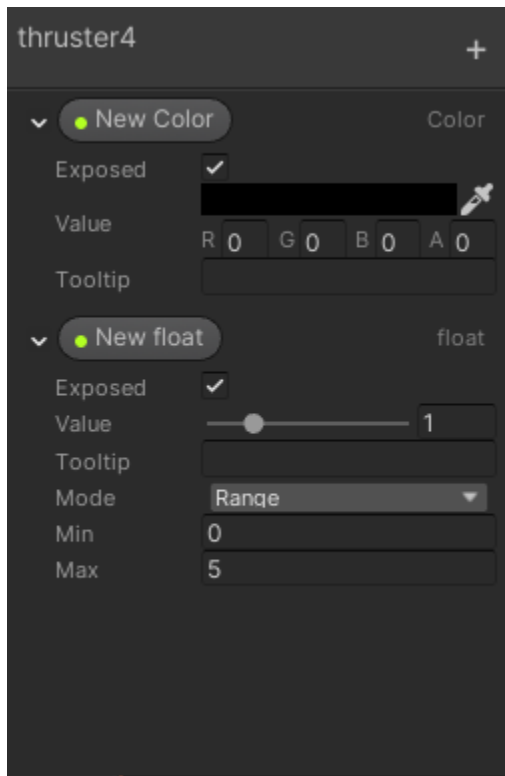 thruster4
+
New Color Color
Exposed
Value
R 0 G 0 B 0 A 0
Tooltip
New float float
Exposed
Value 1
Tooltip
Mode Range
Min 0
Max 5